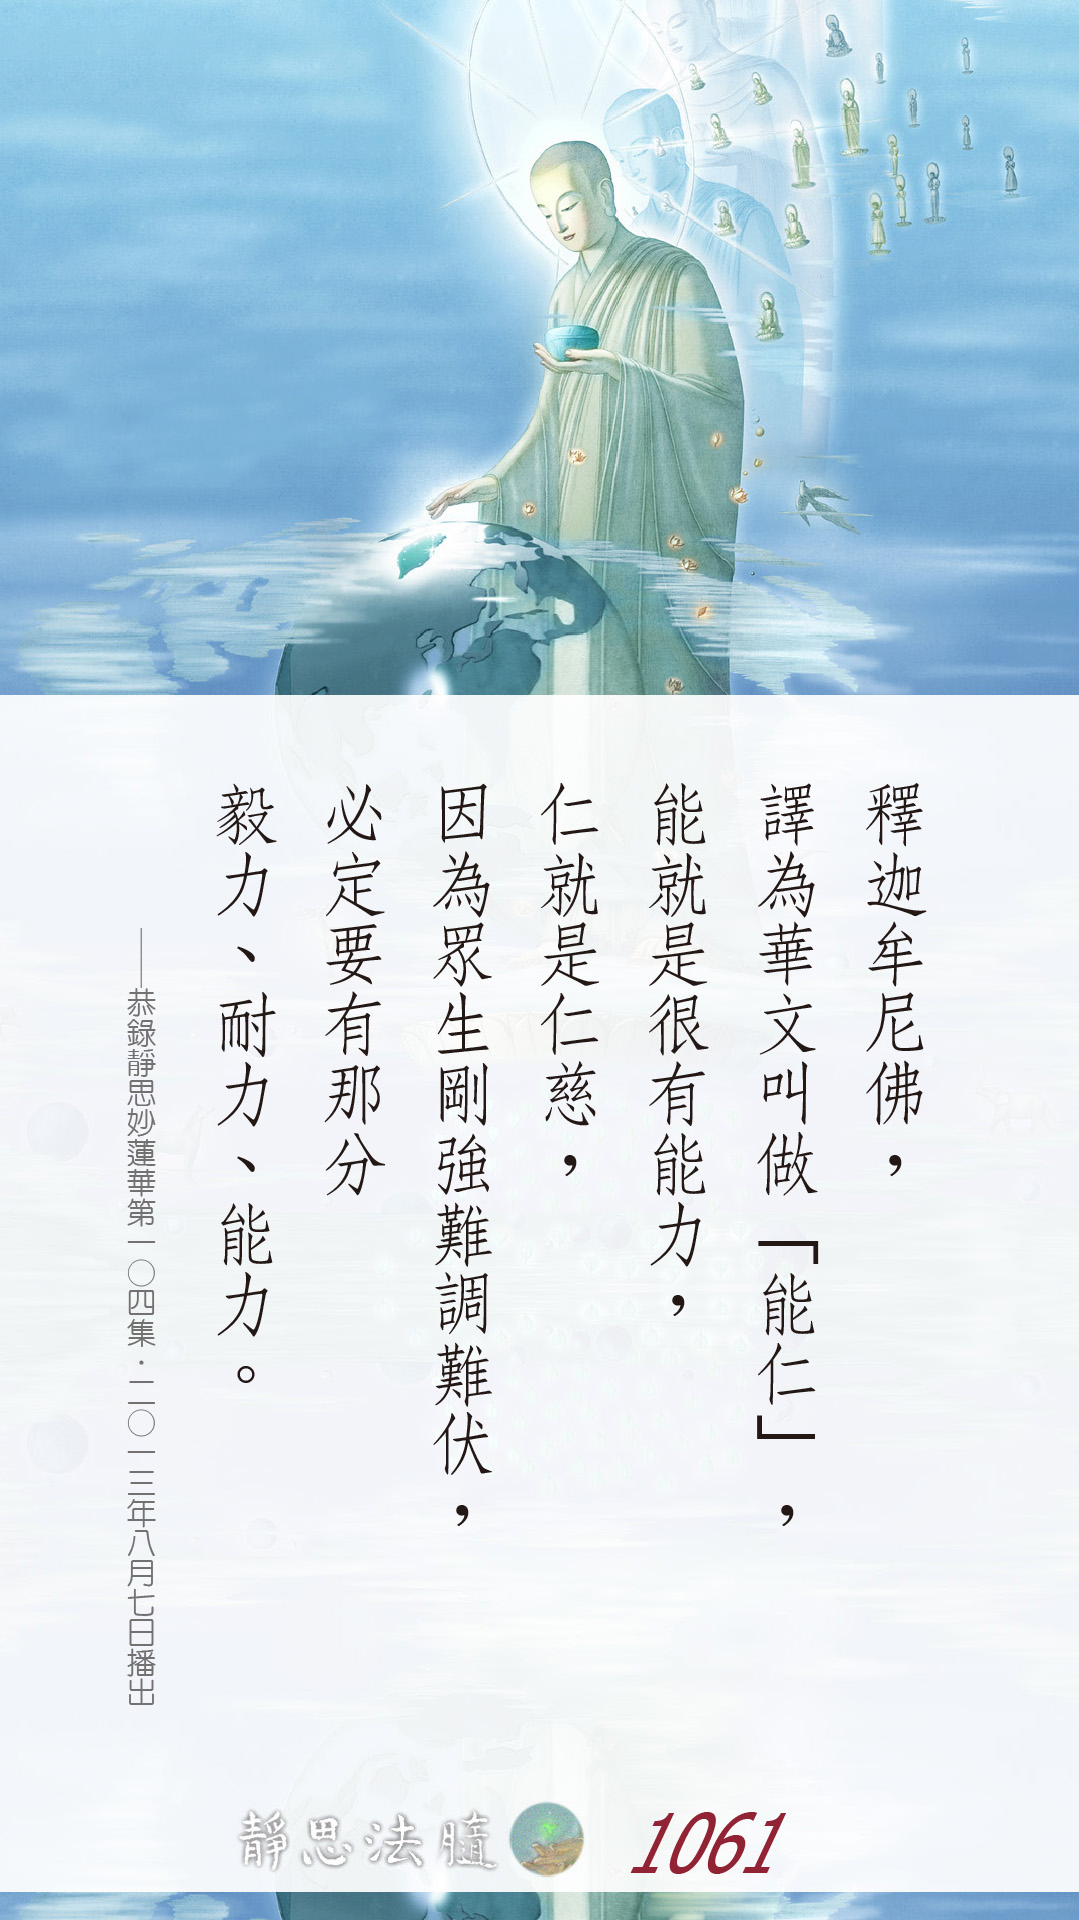 釋迦牟尼佛，
譯為華文叫做「能仁」，
能就是很有能力，
仁就是仁慈，
因為眾生剛強難調難伏，
必定要有那分
毅力、耐力、能力。
——恭錄靜思妙蓮華第一〇四集．二〇一三年八月七日播出
靜思法髓
1061